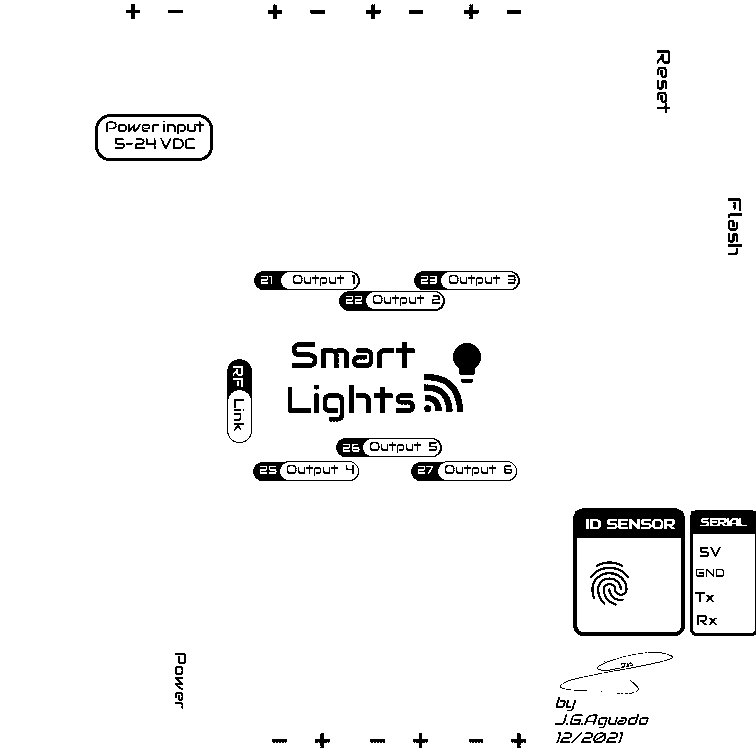 + − + − + − + −
Reset
Power input
5-24 VDC
Flash
21 Output 1
23 Output 3
22 Output 2
Smart
Lights
RF Link
26 Output 5
25 Output 4
27 Output 6
ID SENSOR
SERIAL
5V
GND
Tx
Rx
Power
by
J.G.Aguado
12/2021
− + − + − +